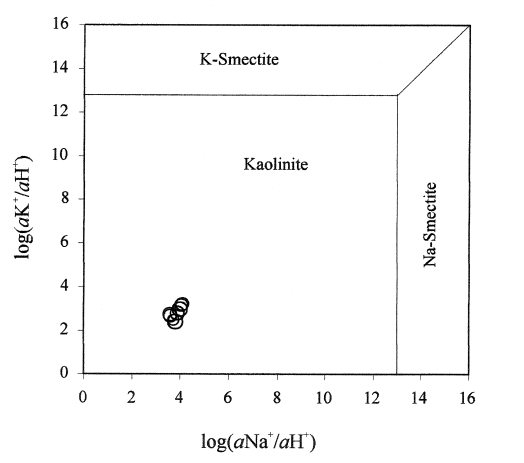 16
14
12
10
8
6
4
2
0
log(aK⁺/aH⁺)
K-Smectite
Kaolinite
Na-Smectite
0 2 4 6 8 10 12 14 16
log(aNa⁺/aH⁺)